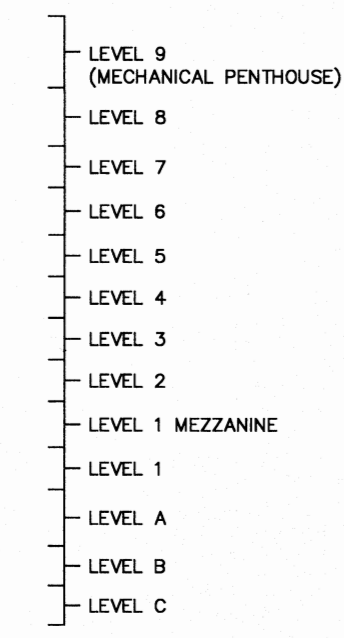 LEVEL 9
(MECHANICAL PENTHOUSE)
LEVEL 8
LEVEL 7
LEVEL 6
LEVEL 5
LEVEL 4
LEVEL 3
LEVEL 2
LEVEL 1 MEZZANINE
LEVEL 1
LEVEL A
LEVEL B
LEVEL C